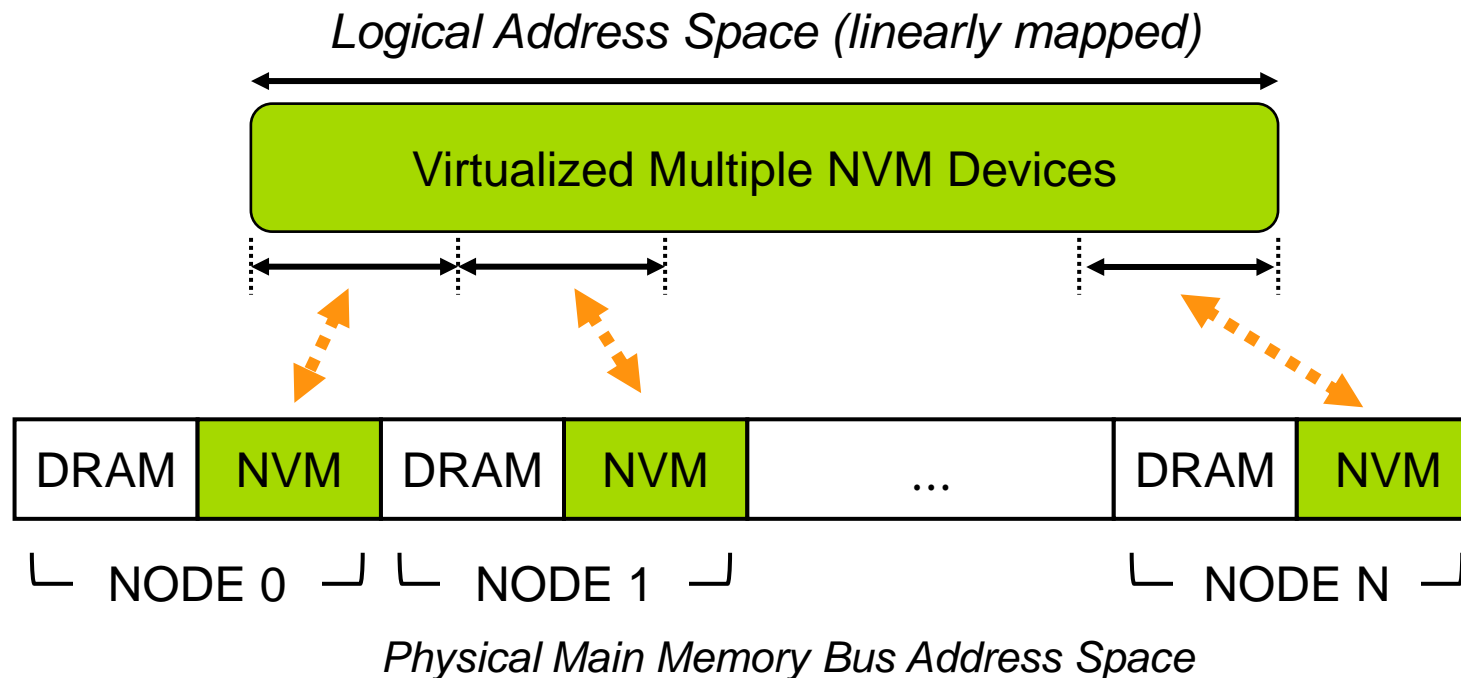 Logical Address Space (linearly mapped)
Virtualized Multiple NVM Devices
DRAM NVM DRAM NVM ... DRAM NVM
NODE 0 NODE 1 NODE N
Physical Main Memory Bus Address Space